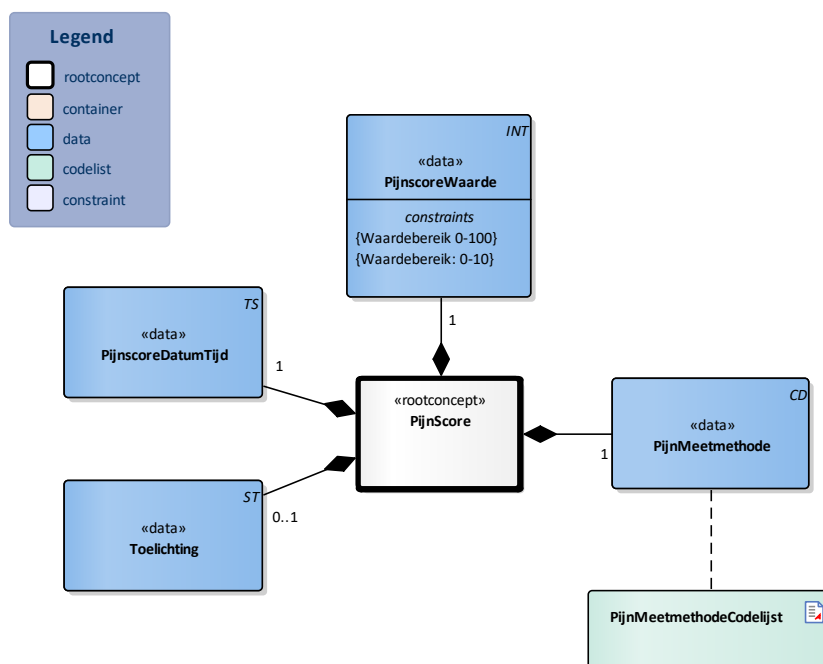 Legend
rootconcept
container
data
codelist
constraint
INT
«data»
PijnscoreWaarde
constraints
{Waardebereik 0-100}
{Waardebereik: 0-10}
1
TS
«data»
PijnscoreDatumTijd
1
«rootconcept»
PijnScore
CD
«data»
PijnMeetmethode
1
ST
«data»
Toelichting
0..1
PijnMeetmethodeCodelijst